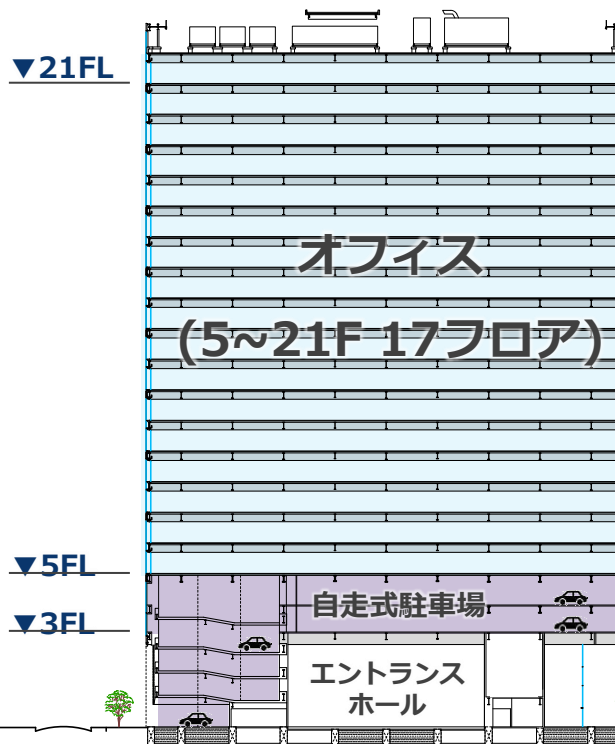 ▼21FL
オフィス
(5~21F 17フロア)
▼5FL
自走式駐車場
▼3FL
エントランス
ホール